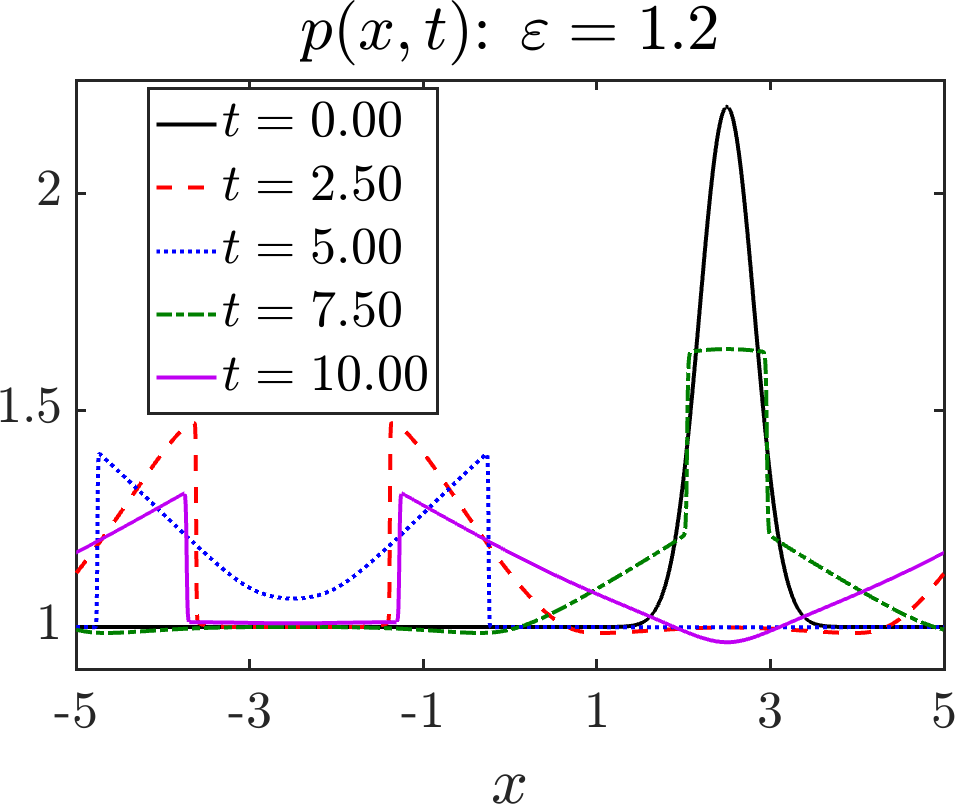 p(x, t): ε = 1.2
t = 0.00
t = 2.50
t = 5.00
t = 7.50
t = 10.00
2
1.5
1
-5 -3 -1 1 3 5
x